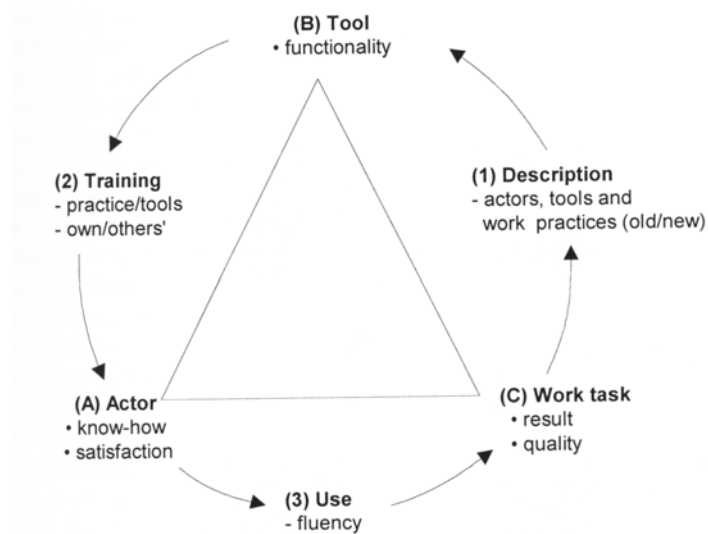 (B) Tool
• functionality
(2) Training
- practice/tools
- own/others'
(1) Description
- actors, tools and
work practices (old/new)
(A) Actor
• know-how
• satisfaction
(C) Work task
• result
• quality
(3) Use
- fluency